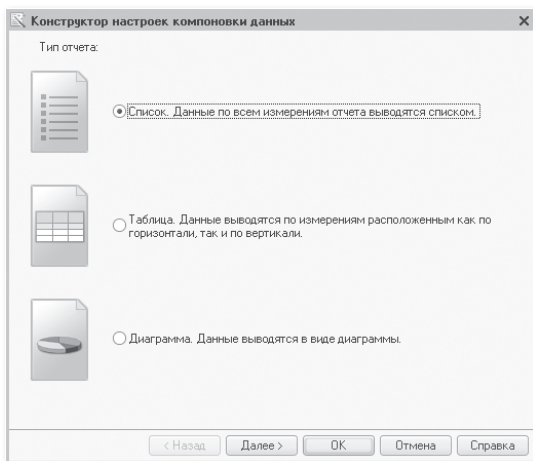 Конструктор настроек компоновки данных
Тип отчета:
Список. Данные по всем измерениям отчета выводятся списком.
Таблица. Данные выводятся по измерениям расположенным как по
горизонтали, так и по вертикали.
Диаграмма. Данные выводятся в виде диаграммы.
< Назад Далее > OK Отмена Справка